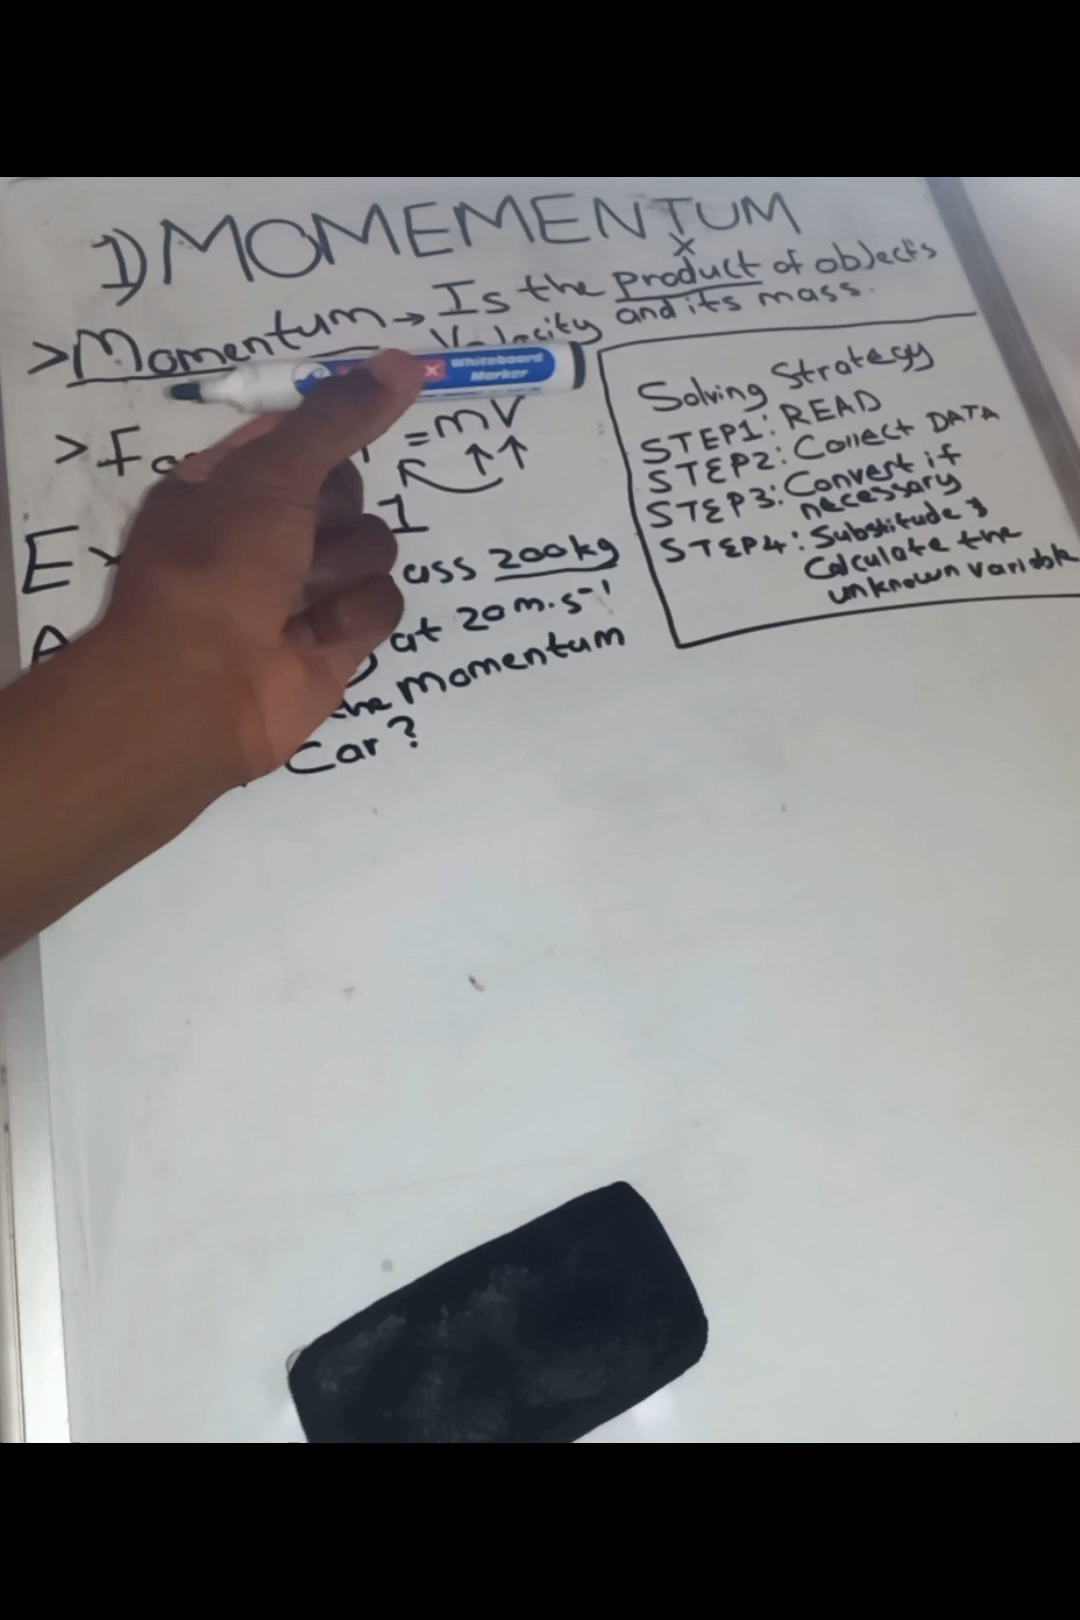 1) MOMEMENTUM
x
> Momentum → Is the product of object's
Velocity and its mass.
Whiteboard
Marker
> = mV
1
ass 200kg
at 20 m.s⁻¹
the momentum
Car?
Solving Strategy
STEP1: READ
STEP2: Collect DATA
STEP3: Convert if
necessary
STEP4: Substitude &
Calculate the
unknown variable